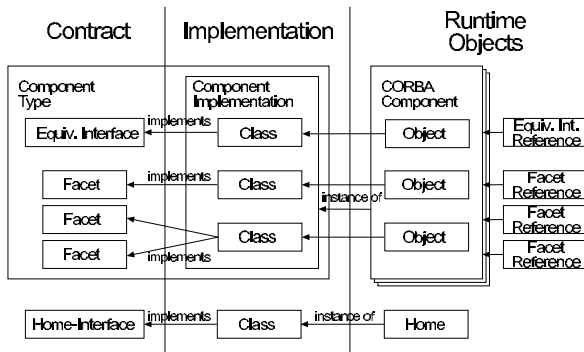 Contract
Implementation
Runtime
Objects
Component
Type
Component
Implementation
CORBA
Component
Equiv. Interface
implements
Class
Object
Equiv. Int.
Reference
Facet
implements
Class
Object
Facet
Reference
instance of
Facet
Facet
Reference
Class
Object
Facet
implements
Facet
Reference
Home-Interface
implements
Class
instance of
Home